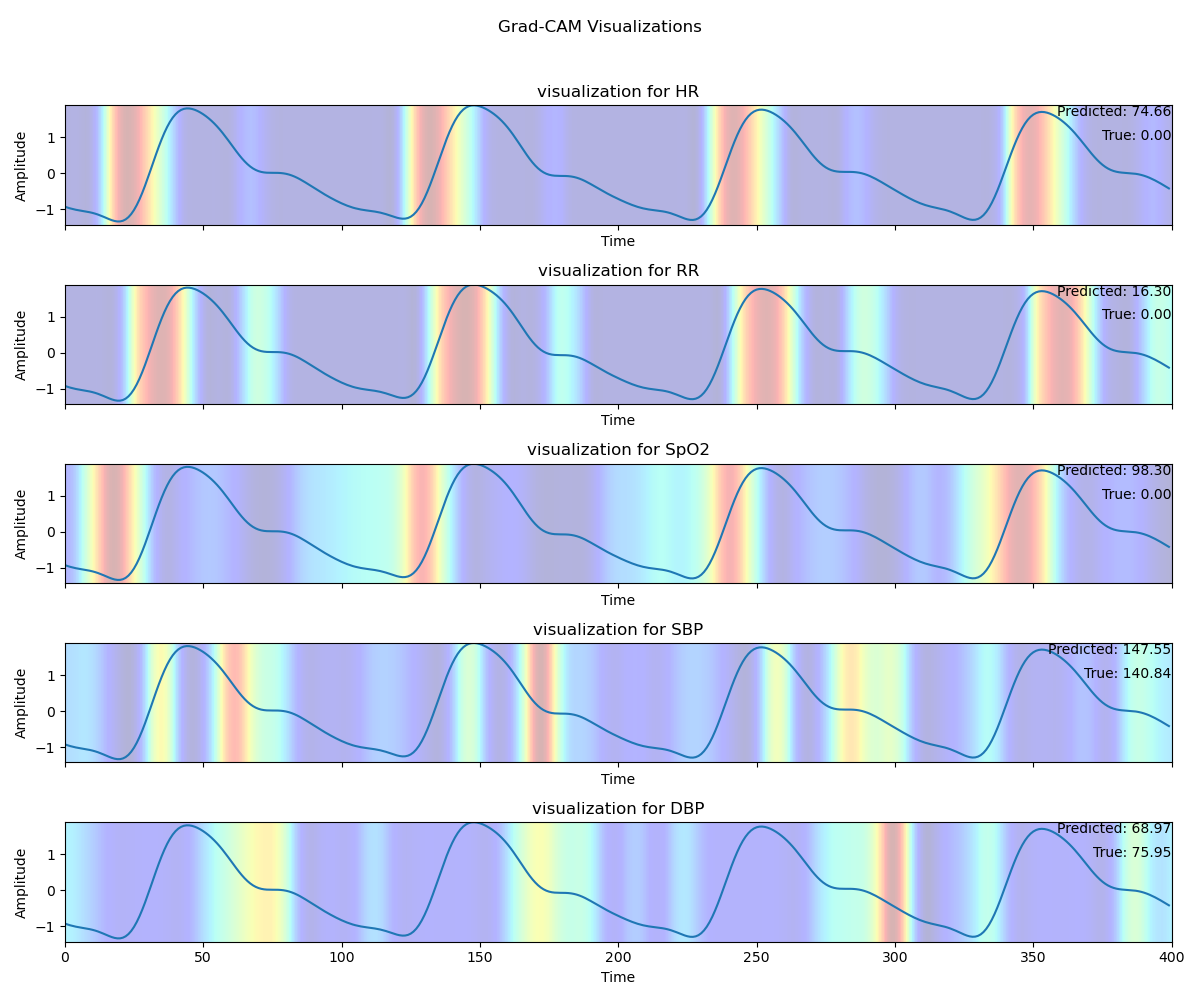 Grad-CAM Visualizations
visualization for HR
Predicted: 74.66
True: 0.00
Amplitude
1
0
−1
Time
visualization for RR
Predicted: 16.30
True: 0.00
Amplitude
1
0
−1
Time
visualization for SpO2
Predicted: 98.30
True: 0.00
Amplitude
1
0
−1
Time
visualization for SBP
Predicted: 147.55
True: 140.84
Amplitude
1
0
−1
Time
visualization for DBP
Predicted: 68.97
True: 75.95
Amplitude
1
0
−1
0 50 100 150 200 250 300 350 400
Time